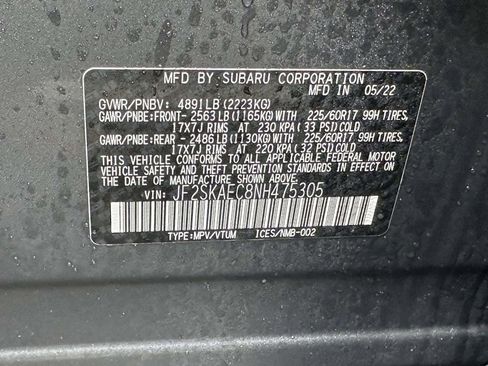 MFD BY SUBARU CORPORATION
MFD IN 05/22
GVWR/PNBV: 4891LB (2223KG)
GAWR/PNBE:FRONT- 2563LB (1165KG)WITH 225/60R17 99H TIRES,
17X7J RIMS AT 230 KPA (33 PSI)COLD
GAWR/PNBE:REAR - 2486LB (1130KG)WITH 225/60R17 99H TIRES,
17X7J RIMS AT 220 KPA (32 PSI)COLD
THIS VEHICLE CONFORMS TO ALL APPLICABLE FEDERAL MOTOR
VEHICLE SAFETY AND BUMPER STANDARDS IN EFFECT ON THE
DATE OF MANUFACTURE SHOWN ABOVE.
VIN: JF2SKAEC8NH475305
TYPE:MPV/VTUM ICES/NMB-002